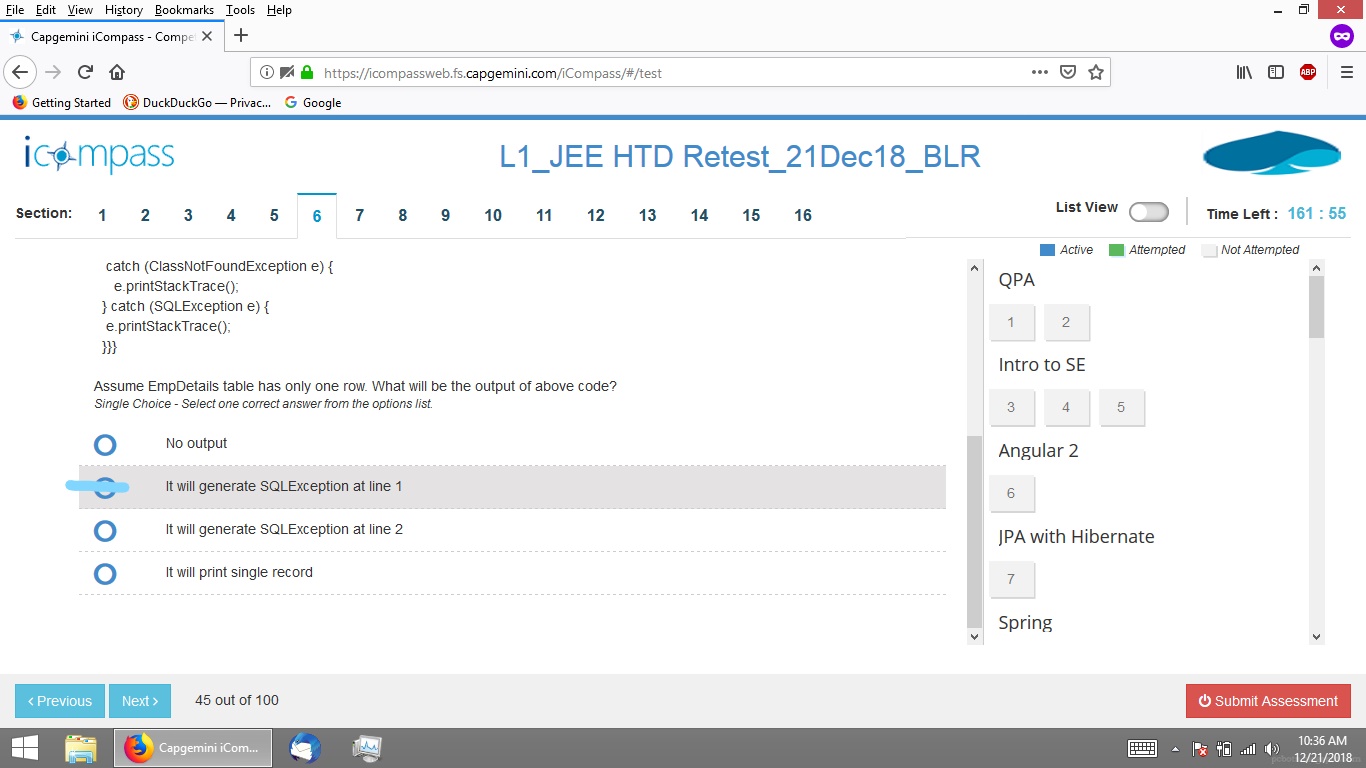 File Edit View History Bookmarks Tools Help
Capgemini iCompass - Compe
https://icompassweb.fs.capgemini.com/iCompass/#/test
ABP
Getting Started DuckDuckGo — Privac... Google
icompass
L1_JEE HTD Retest_21Dec18_BLR
Section: 1 2 3 4 5 6 7 8 9 10 11 12 13 14 15 16
List View
Time Left : 161 : 55
Active Attempted Not Attempted
catch (ClassNotFoundException e) {
e.printStackTrace();
} catch (SQLException e) {
e.printStackTrace();
}}}
Assume EmpDetails table has only one row. What will be the output of above code?
Single Choice - Select one correct answer from the options list.
No output
It will generate SQLException at line 1
It will generate SQLException at line 2
It will print single record
QPA
1 2
Intro to SE
3 4 5
Angular 2
6
JPA with Hibernate
7
Spring
Previous Next 45 out of 100
Submit Assessment
Capgemini iCom...
10:36 AM
12/21/2018